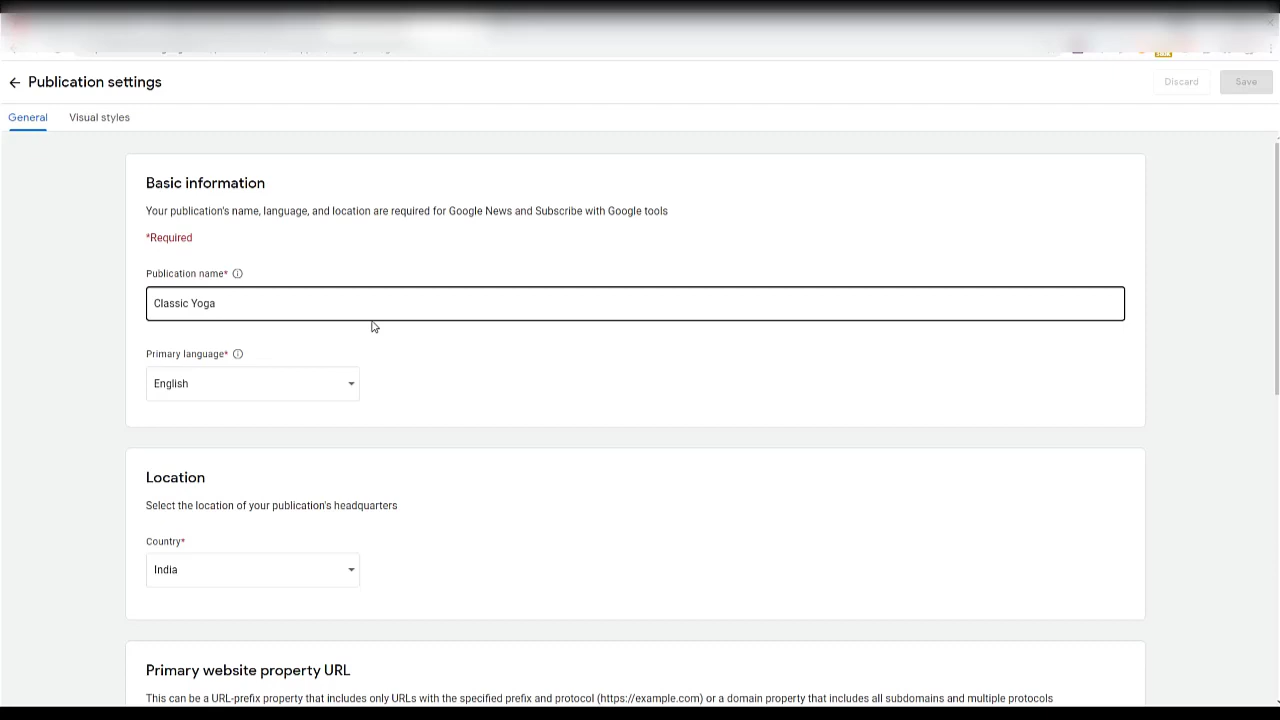 Publication settings
Discard
Save
General
Visual styles
Basic information
Your publication's name, language, and location are required for Google News and Subscribe with Google tools
*Required
Publication name*
Classic Yoga
Primary language*
English
Location
Select the location of your publication's headquarters
Country*
India
Primary website property URL
This can be a URL-prefix property that includes only URLs with the specified prefix and protocol (https://example.com) or a domain property that includes all subdomains and multiple protocols